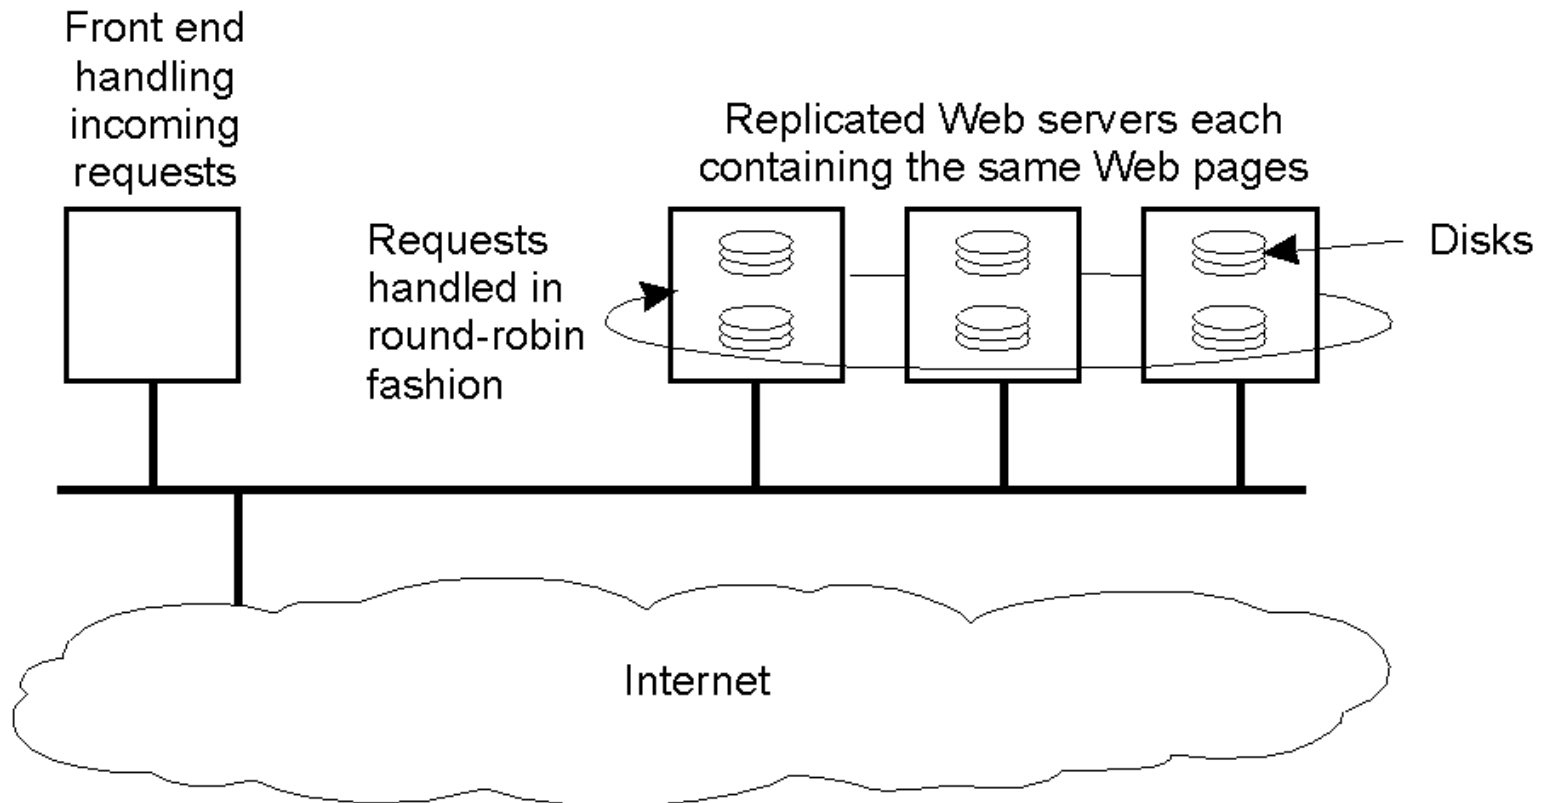 Front end
handling
incoming
requests
Replicated Web servers each
containing the same Web pages
Requests
handled in
round-robin
fashion
Disks
Internet